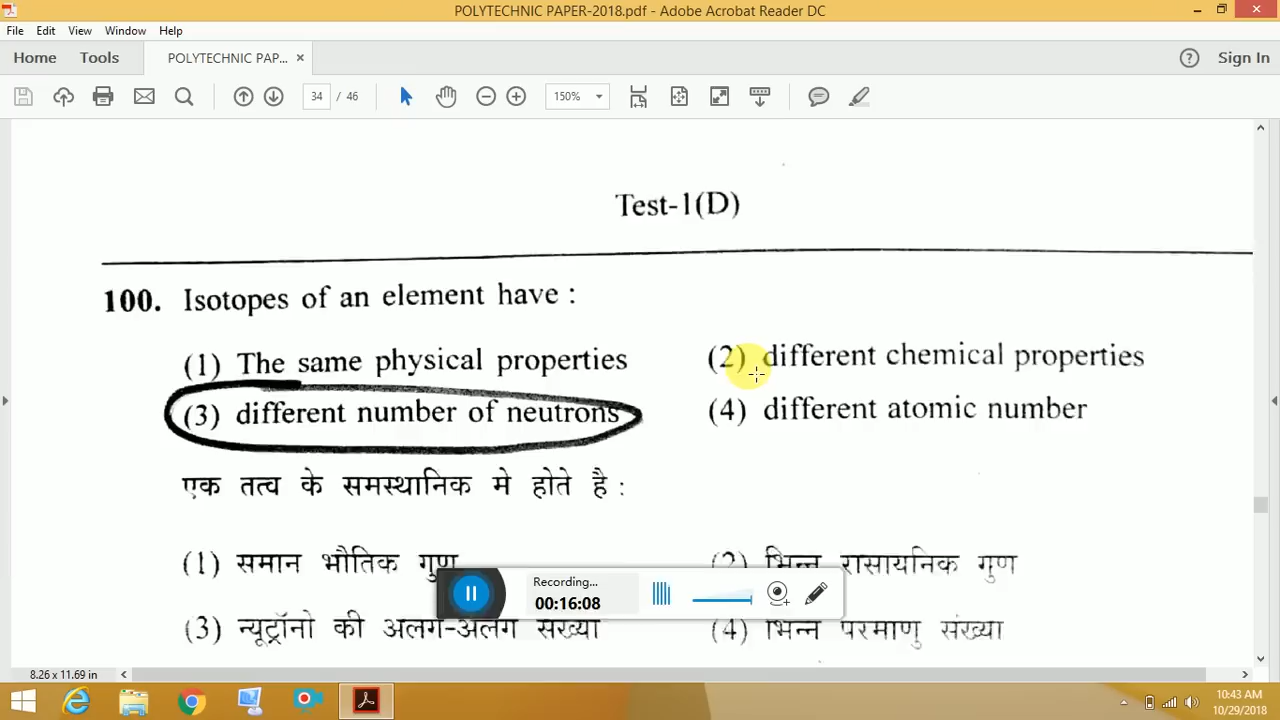 POLYTECHNIC PAPER-2018.pdf - Adobe Acrobat Reader DC
File Edit View Window Help
Home Tools POLYTECHNIC PAP... × Sign In
34 / 46 150%
Test-1(D)
100. Isotopes of an element have :
(1) The same physical properties (2) different chemical properties
(3) different number of neutrons (4) different atomic number
एक तत्व के समस्थानिक मे होते है :
(1) समान भौतिक गुण (2) भिन्न रासायनिक गुण
Recording...
00:16:08
(3) न्यूट्रॉनो की अलग-अलग संख्या (4) भिन्न परमाणु संख्या
8.26 x 11.69 in
10:43 AM
10/29/2018